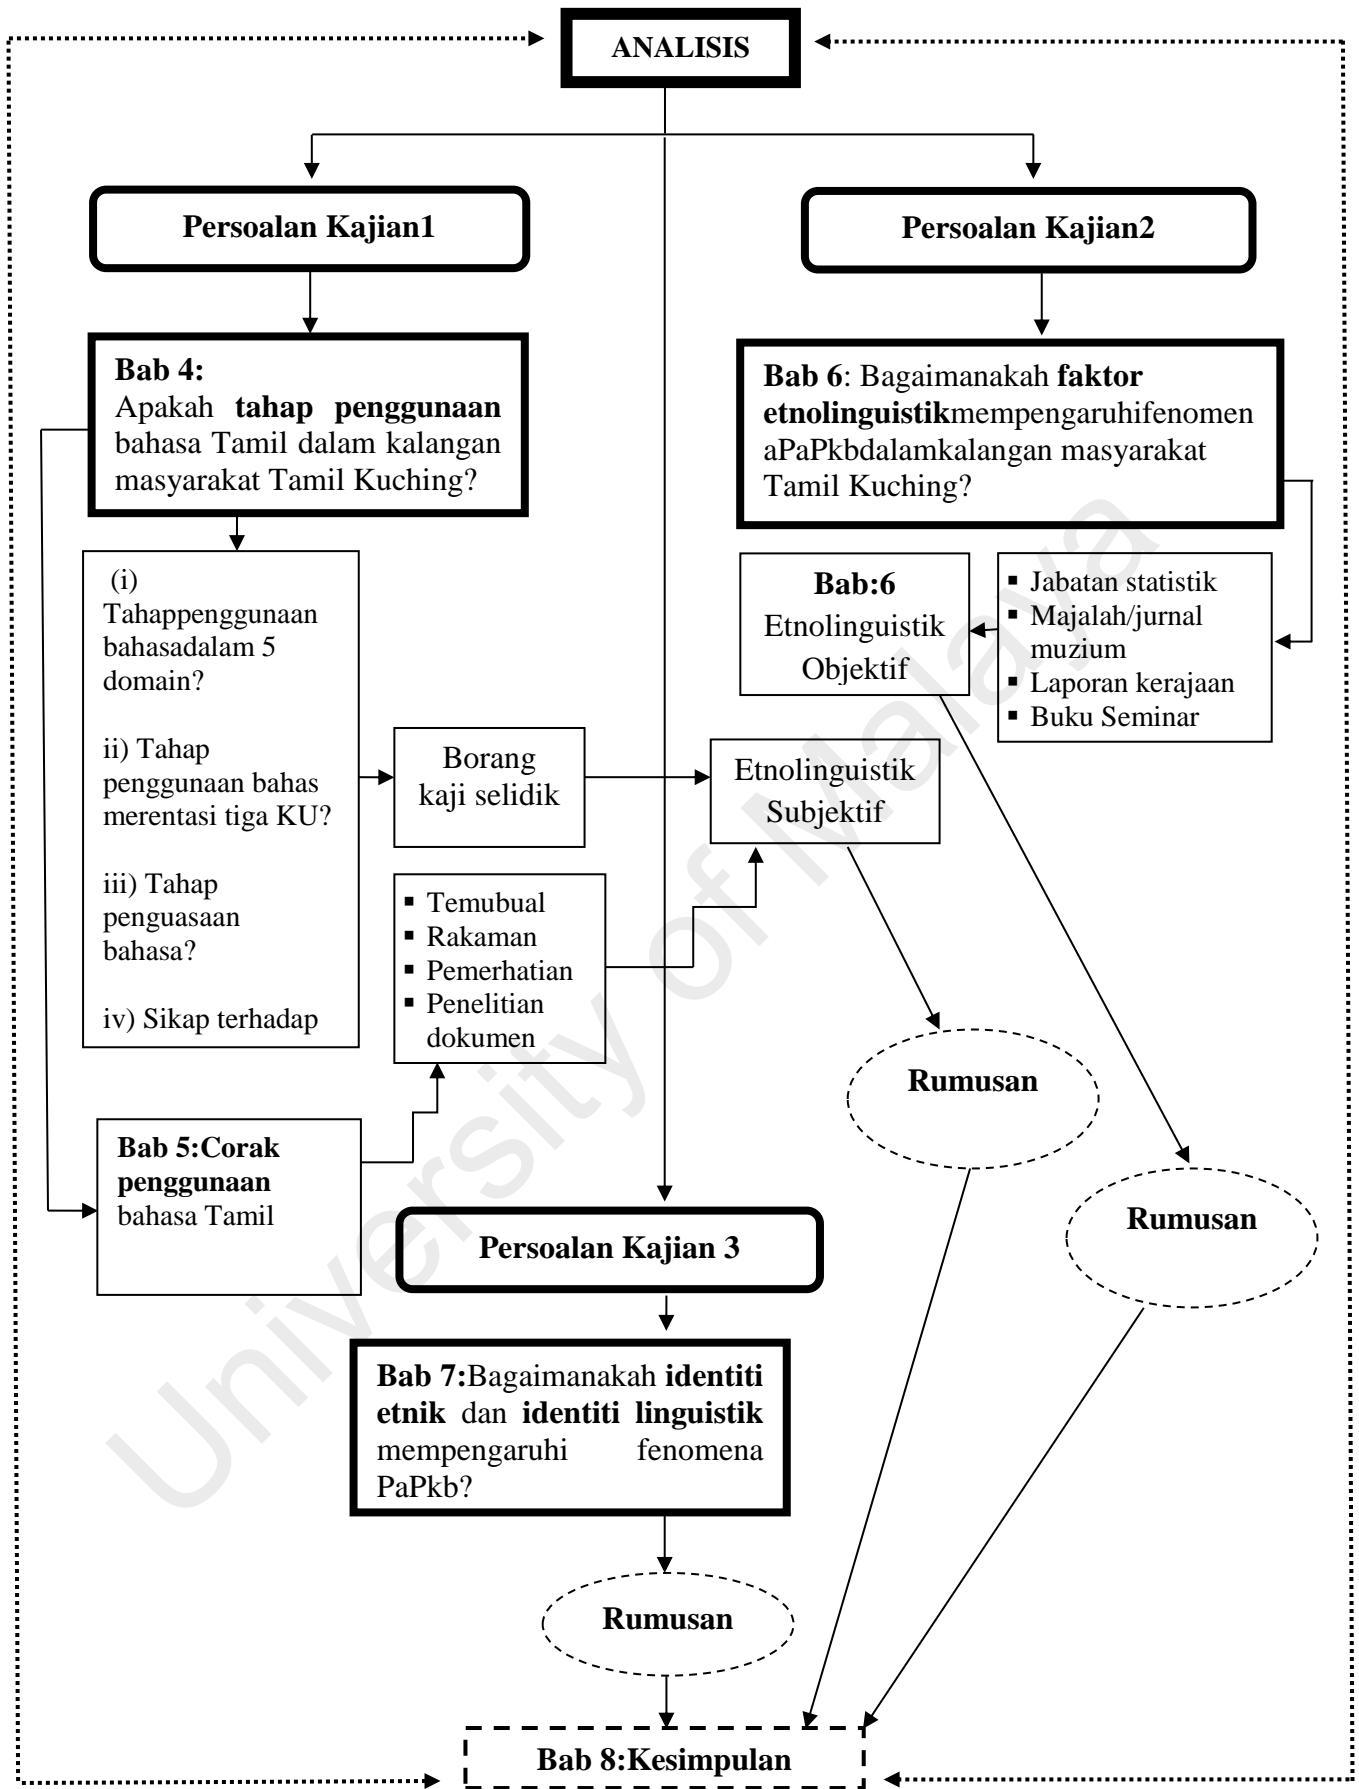 ANALISIS
Persoalan Kajian1
Persoalan Kajian2
Bab 4:
Apakah tahap penggunaan
bahasa Tamil dalam kalangan
masyarakat Tamil Kuching?
Bab 6: Bagaimanakah faktor
etnolinguistikmempengaruhifenomen
aPaPkbdalamkalangan masyarakat
Tamil Kuching?
(i)
Tahappenggunaan
bahasadalam 5
domain?
ii) Tahap
penggunaan bahas
merentasi tiga KU?
iii) Tahap
penguasaan
bahasa?
iv) Sikap terhadap
Bab:6
Etnolinguistik
Objektif
▪ Jabatan statistik
▪ Majalah/jurnal
muzium
▪ Laporan kerajaan
▪ Buku Seminar
Borang
kaji selidik
Etnolinguistik
Subjektif
▪ Temubual
▪ Rakaman
▪ Pemerhatian
▪ Penelitian
dokumen
Rumusan
Bab 5:Corak
penggunaan
bahasa Tamil
Rumusan
Persoalan Kajian 3
Bab 7:Bagaimanakah identiti
etnik dan identiti linguistik
mempengaruhi fenomena
PaPkb?
Rumusan
Bab 8:Kesimpulan
University of Malaya